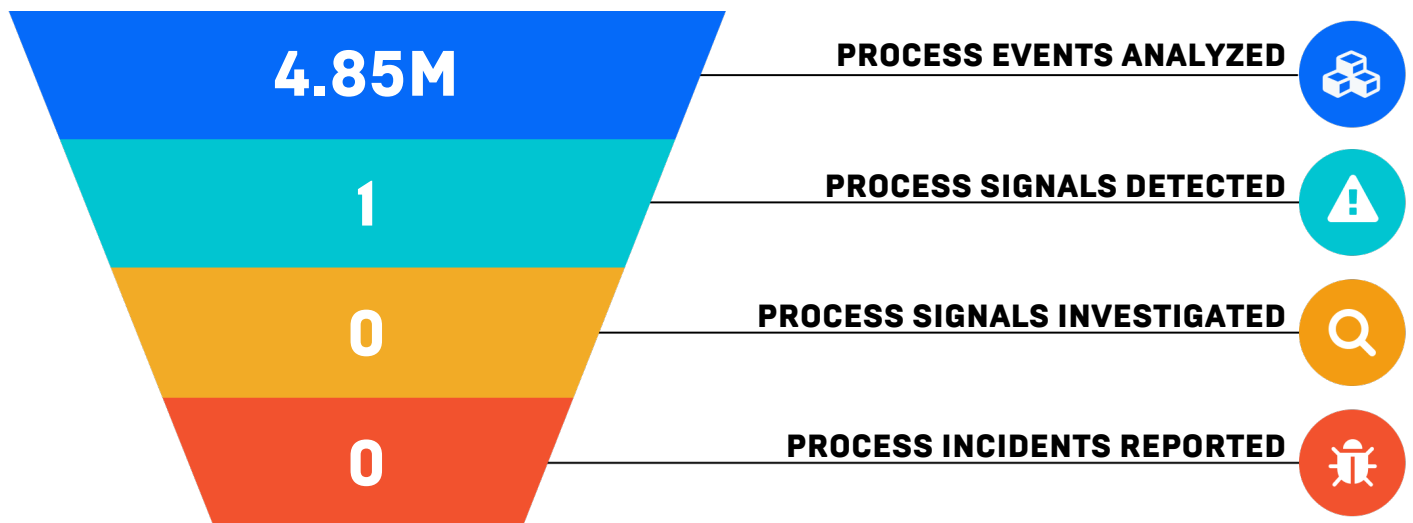 4.85M
PROCESS EVENTS ANALYZED
1
PROCESS SIGNALS DETECTED
0
PROCESS SIGNALS INVESTIGATED
0
PROCESS INCIDENTS REPORTED